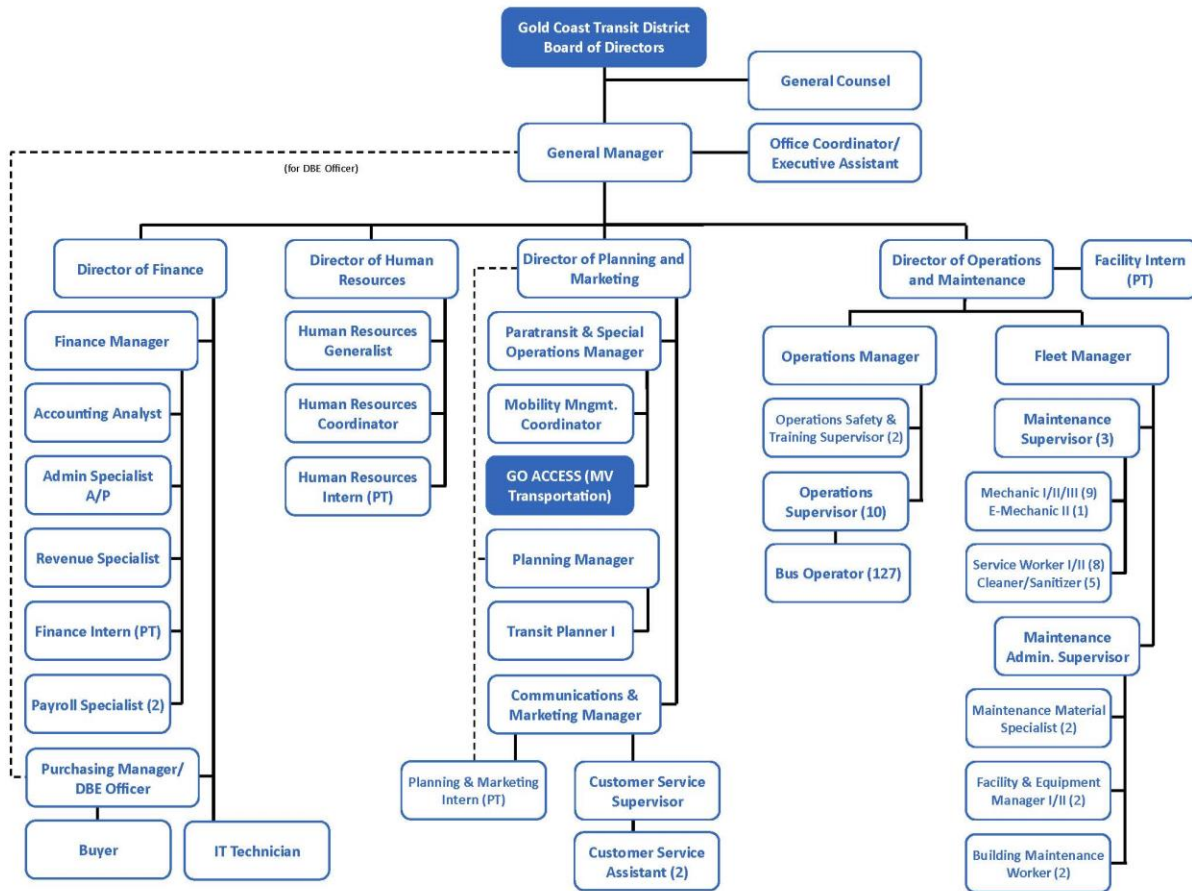 Gold Coast Transit District
Board of Directors
General Counsel
General Manager
Office Coordinator/
Executive Assistant
(for DBE Officer)
Director of Finance
Director of Human
Resources
Director of Planning and
Marketing
Director of Operations
and Maintenance
Facility Intern
(PT)
Finance Manager
Accounting Analyst
Admin Specialist
A/P
Revenue Specialist
Finance Intern (PT)
Payroll Specialist (2)
Purchasing Manager/
DBE Officer
Buyer
IT Technician
Human Resources
Generalist
Human Resources
Coordinator
Human Resources
Intern (PT)
Paratransit & Special
Operations Manager
Mobility Mngmt.
Coordinator
GO ACCESS (MV
Transportation)
Planning Manager
Transit Planner I
Communications &
Marketing Manager
Planning & Marketing
Intern (PT)
Customer Service
Supervisor
Customer Service
Assistant (2)
Operations Manager
Operations Safety &
Training Supervisor (2)
Operations
Supervisor (10)
Bus Operator (127)
Fleet Manager
Maintenance
Supervisor (3)
Mechanic I/II/III (9)
E-Mechanic II (1)
Service Worker I/II (8)
Cleaner/Sanitizer (5)
Maintenance
Admin. Supervisor
Maintenance Material
Specialist (2)
Facility & Equipment
Manager I/II (2)
Building Maintenance
Worker (2)